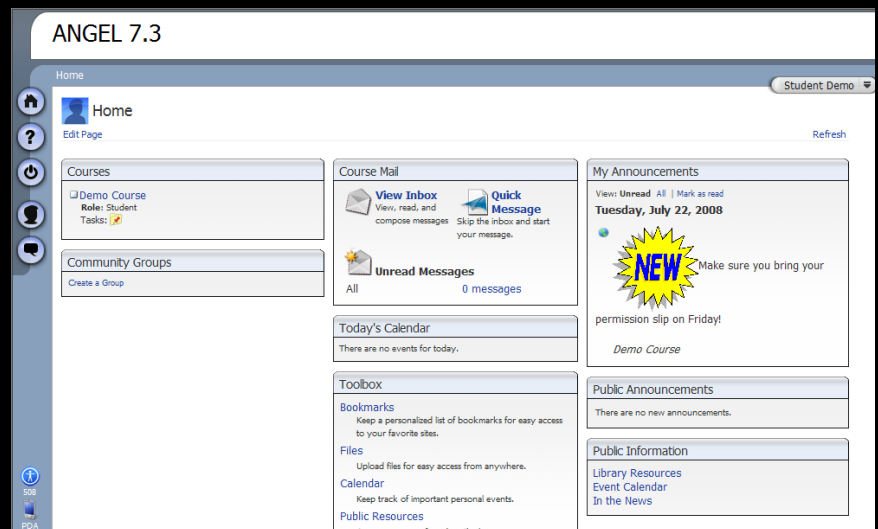 ANGEL 7.3
Home
Student Demo
Home
Edit Page
Refresh
Courses
Demo Course
Role: Student
Tasks:
Community Groups
Create a Group
Course Mail
View Inbox
View, read, and
compose messages
Quick
Message
Skip the inbox and start
your message.
Unread Messages
All 0 messages
Today's Calendar
There are no events for today.
Toolbox
Bookmarks
Keep a personalized list of bookmarks for easy access
to your favorite sites.
Files
Upload files for easy access from anywhere.
Calendar
Keep track of important personal events.
Public Resources
My Announcements
View: Unread All | Mark as read
Tuesday, July 22, 2008
NEW Make sure you bring your
permission slip on Friday!
Demo Course
Public Announcements
There are no new announcements.
Public Information
Library Resources
Event Calendar
In the News
?
508
PDA